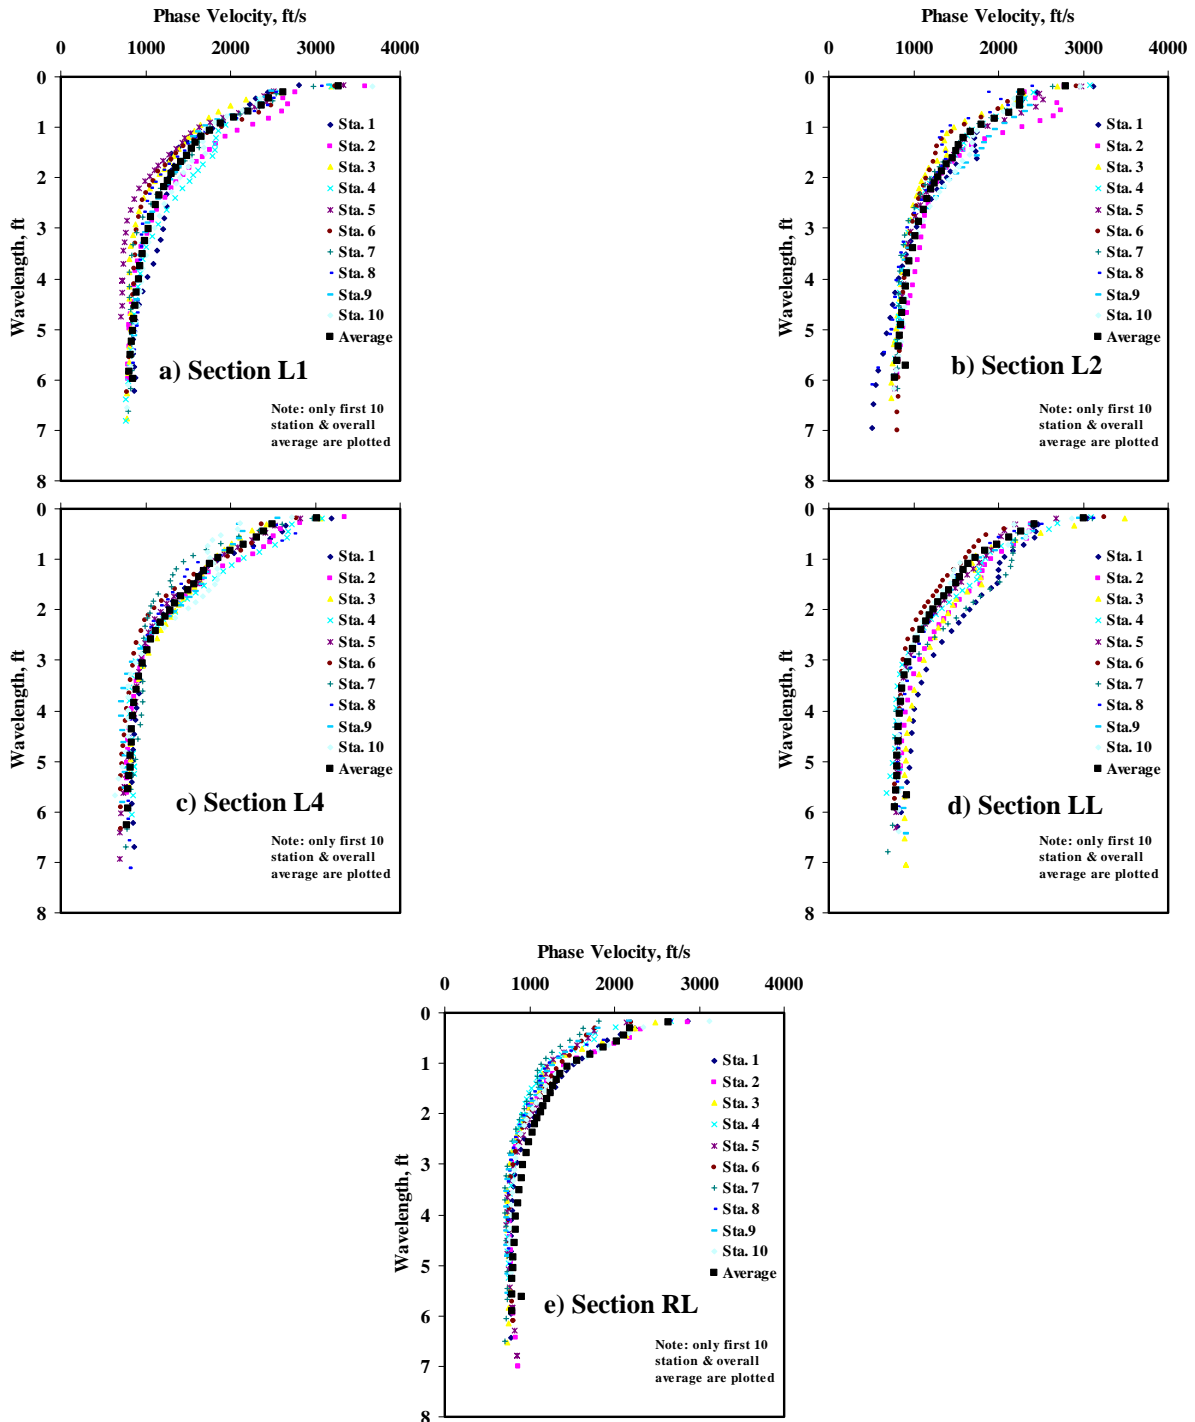 Phase Velocity, ft/s
0 1000 2000 3000 4000
0
1
2
3
4
5
6
7
8
Wavelength, ft
Sta. 1
Sta. 2
Sta. 3
Sta. 4
Sta. 5
Sta. 6
Sta. 7
Sta. 8
Sta.9
Sta. 10
Average
a) Section L1
Note: only first 10
station & overall
average are plotted
Phase Velocity, ft/s
0 1000 2000 3000 4000
0
1
2
3
4
5
6
7
8
Wavelength, ft
Sta. 1
Sta. 2
Sta. 3
Sta. 4
Sta. 5
Sta. 6
Sta. 7
Sta. 8
Sta.9
Sta. 10
Average
b) Section L2
Note: only first 10
station & overall
average are plotted
0
1
2
3
4
5
6
7
8
Wavelength, ft
Sta. 1
Sta. 2
Sta. 3
Sta. 4
Sta. 5
Sta. 6
Sta. 7
Sta. 8
Sta.9
Sta. 10
Average
c) Section L4
Note: only first 10
station & overall
average are plotted
0
1
2
3
4
5
6
7
8
Wavelength, ft
Sta. 1
Sta. 2
Sta. 3
Sta. 4
Sta. 5
Sta. 6
Sta. 7
Sta. 8
Sta.9
Sta. 10
Average
d) Section LL
Note: only first 10
station & overall
average are plotted
Phase Velocity, ft/s
0 1000 2000 3000 4000
0
1
2
3
4
5
6
7
8
Wavelength, ft
Sta. 1
Sta. 2
Sta. 3
Sta. 4
Sta. 5
Sta. 6
Sta. 7
Sta. 8
Sta.9
Sta. 10
Average
e) Section RL
Note: only first 10
station & overall
average are plotted